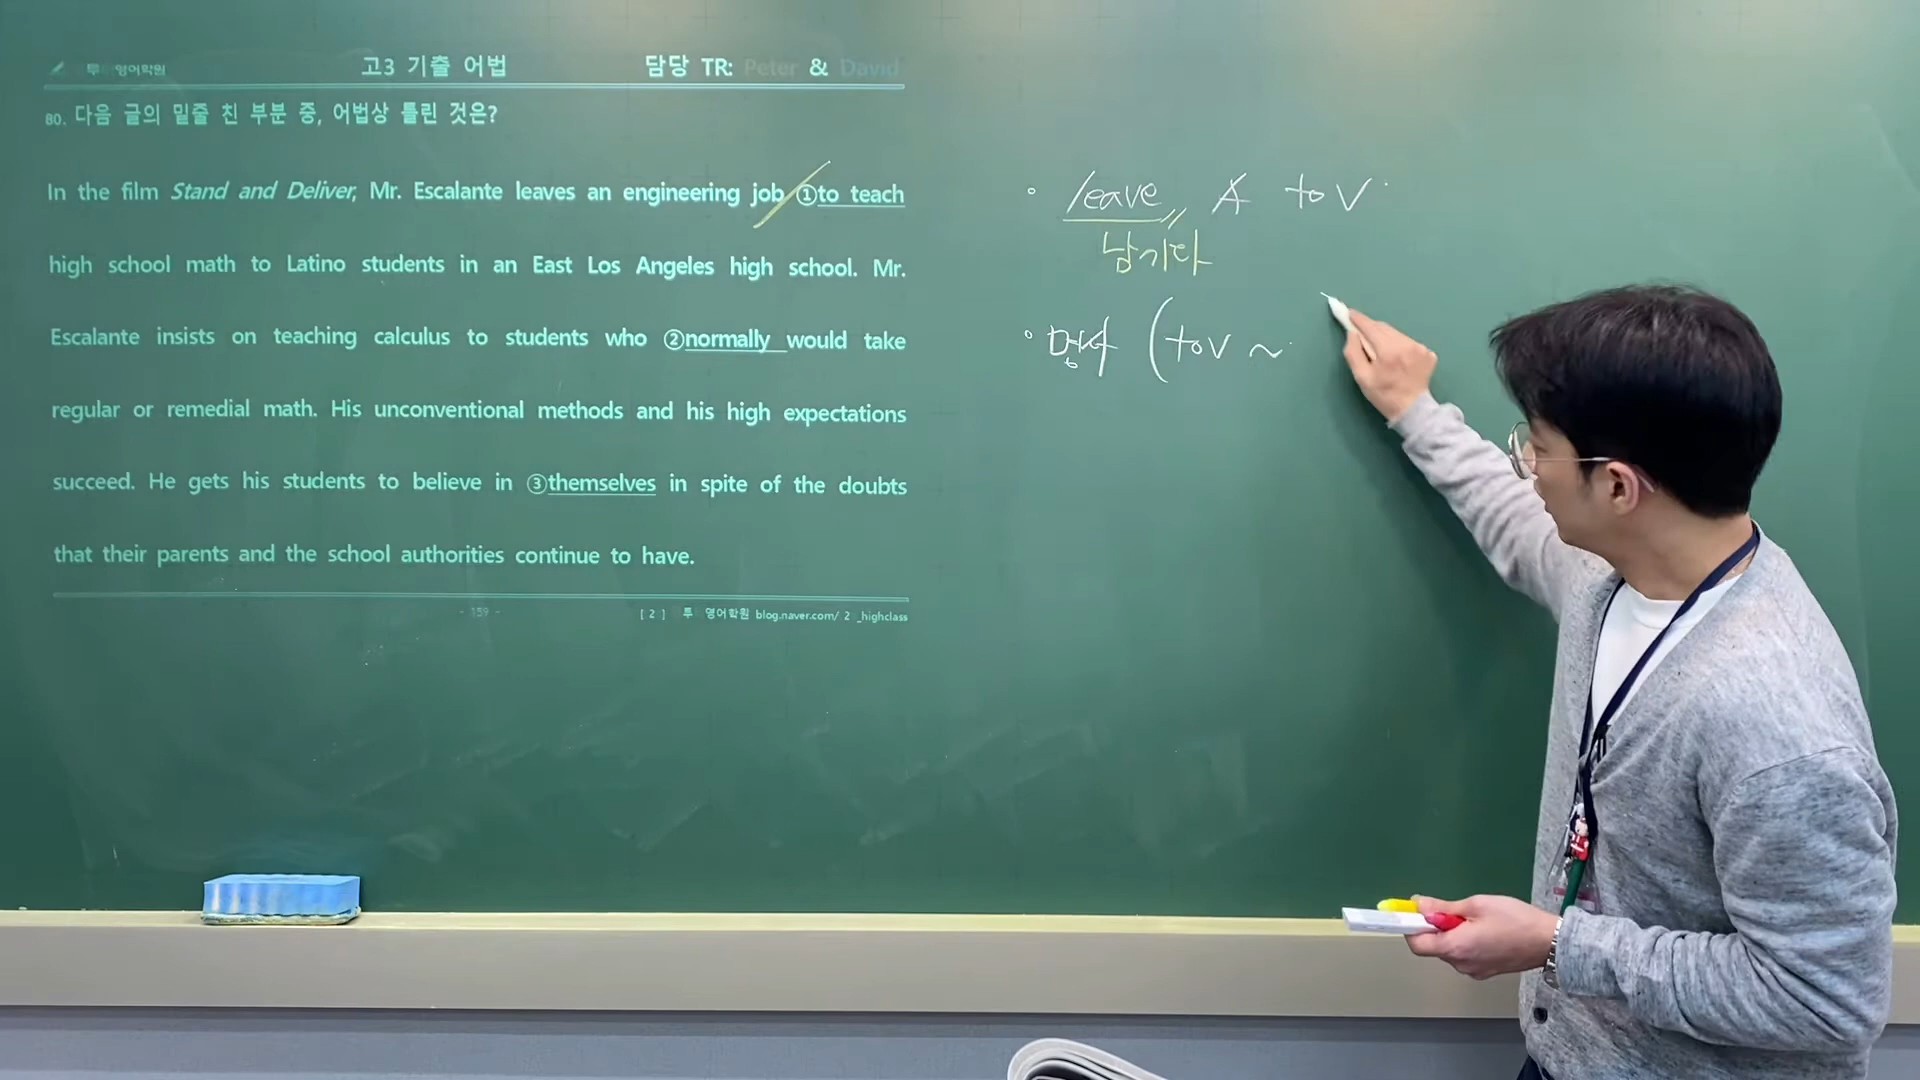 투 영어학원 고3 기출 어법 담당 TR: Peter & David
80. 다음 글의 밑줄 친 부분 중, 어법상 틀린 것은?
In the film Stand and Deliver, Mr. Escalante leaves an engineering job ①to teach
high school math to Latino students in an East Los Angeles high school. Mr.
Escalante insists on teaching calculus to students who ②normally would take
regular or remedial math. His unconventional methods and his high expectations
succeed. He gets his students to believe in ③themselves in spite of the doubts
that their parents and the school authorities continue to have.
- 159 - [ 2 ] 투 영어학원 blog.naver.com/ 2 _highclass
• leave A to V
남기다
• 명사 (to V ~